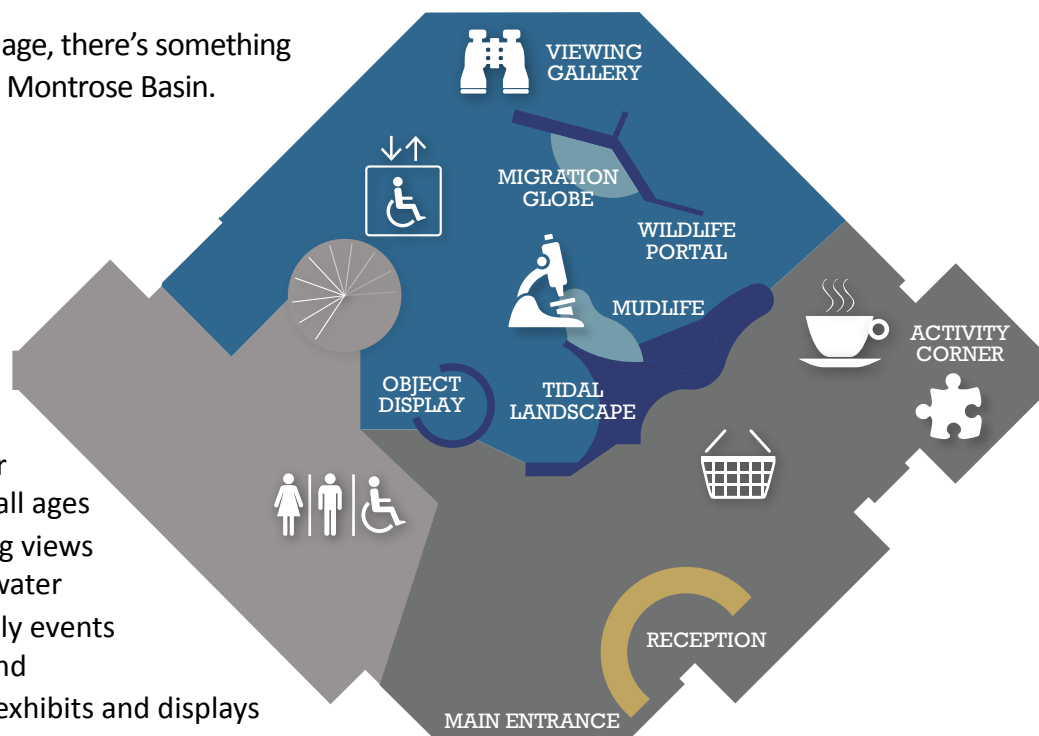 age, there's something
Montrose Basin.
VIEWING
GALLERY
MIGRATION
GLOBE
WILDLIFE
PORTAL
MUDLIFE
ACTIVITY
CORNER
OBJECT
DISPLAY
TIDAL
LANDSCAPE
r
all ages
g views
water
ly events
nd
exhibits and displays
RECEPTION
MAIN ENTRANCE